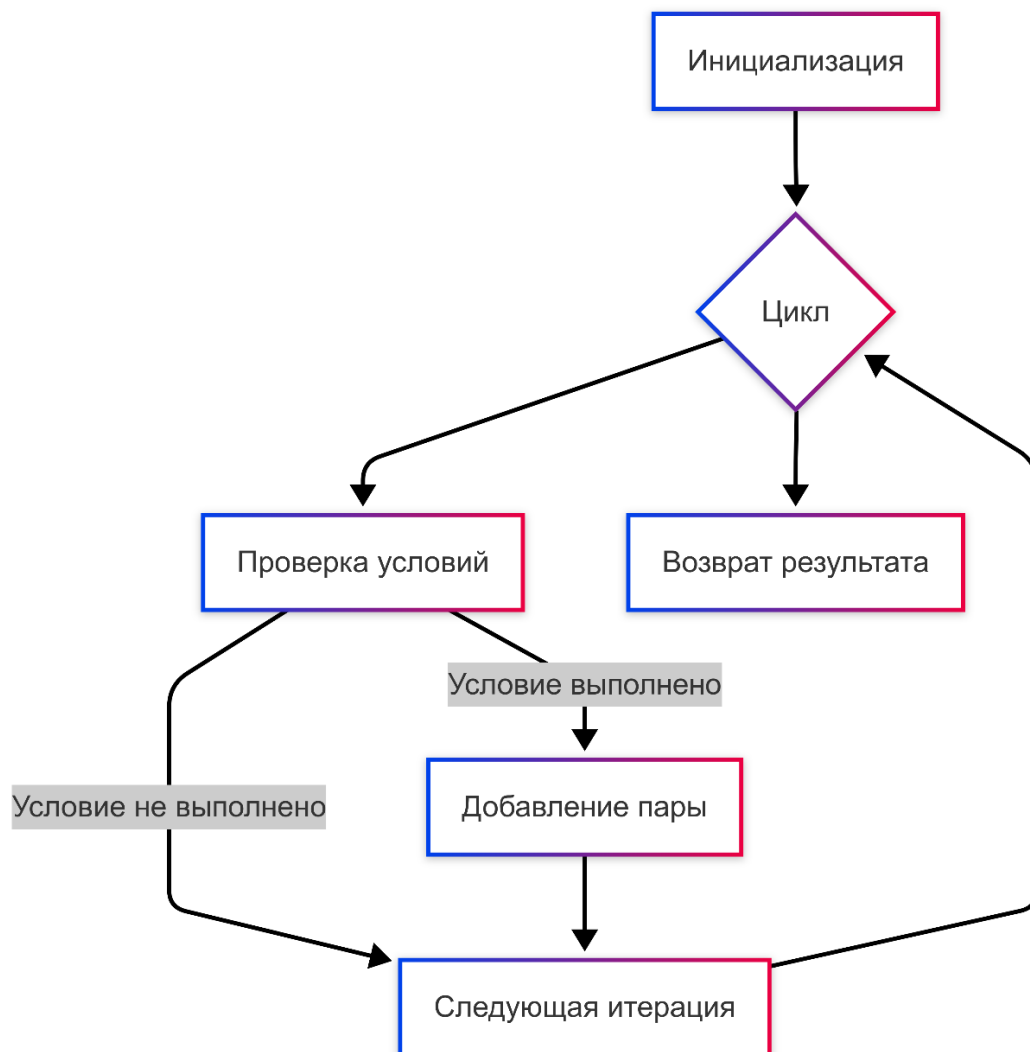 Инициализация
Цикл
Проверка условий
Возврат результата
Условие выполнено
Условие не выполнено
Добавление пары
Следующая итерация